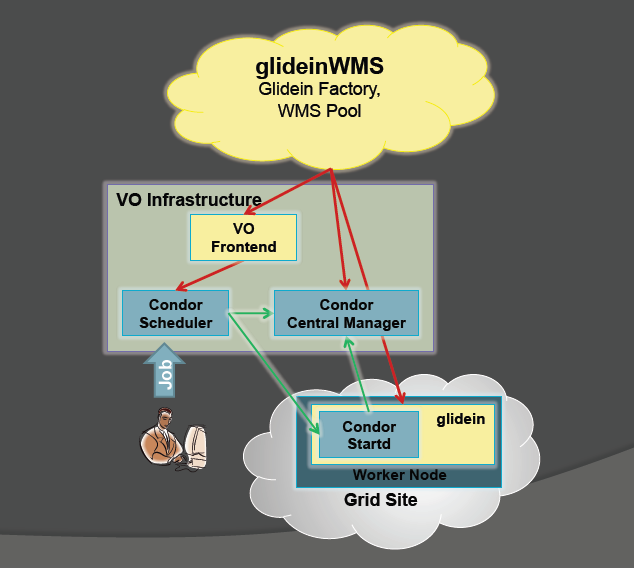 glideinWMS
Glidein Factory,
WMS Pool
VO Infrastructure
VO
Frontend
Condor
Scheduler
Condor
Central Manager
Job
glidein
Condor
Startd
Worker Node
Grid Site